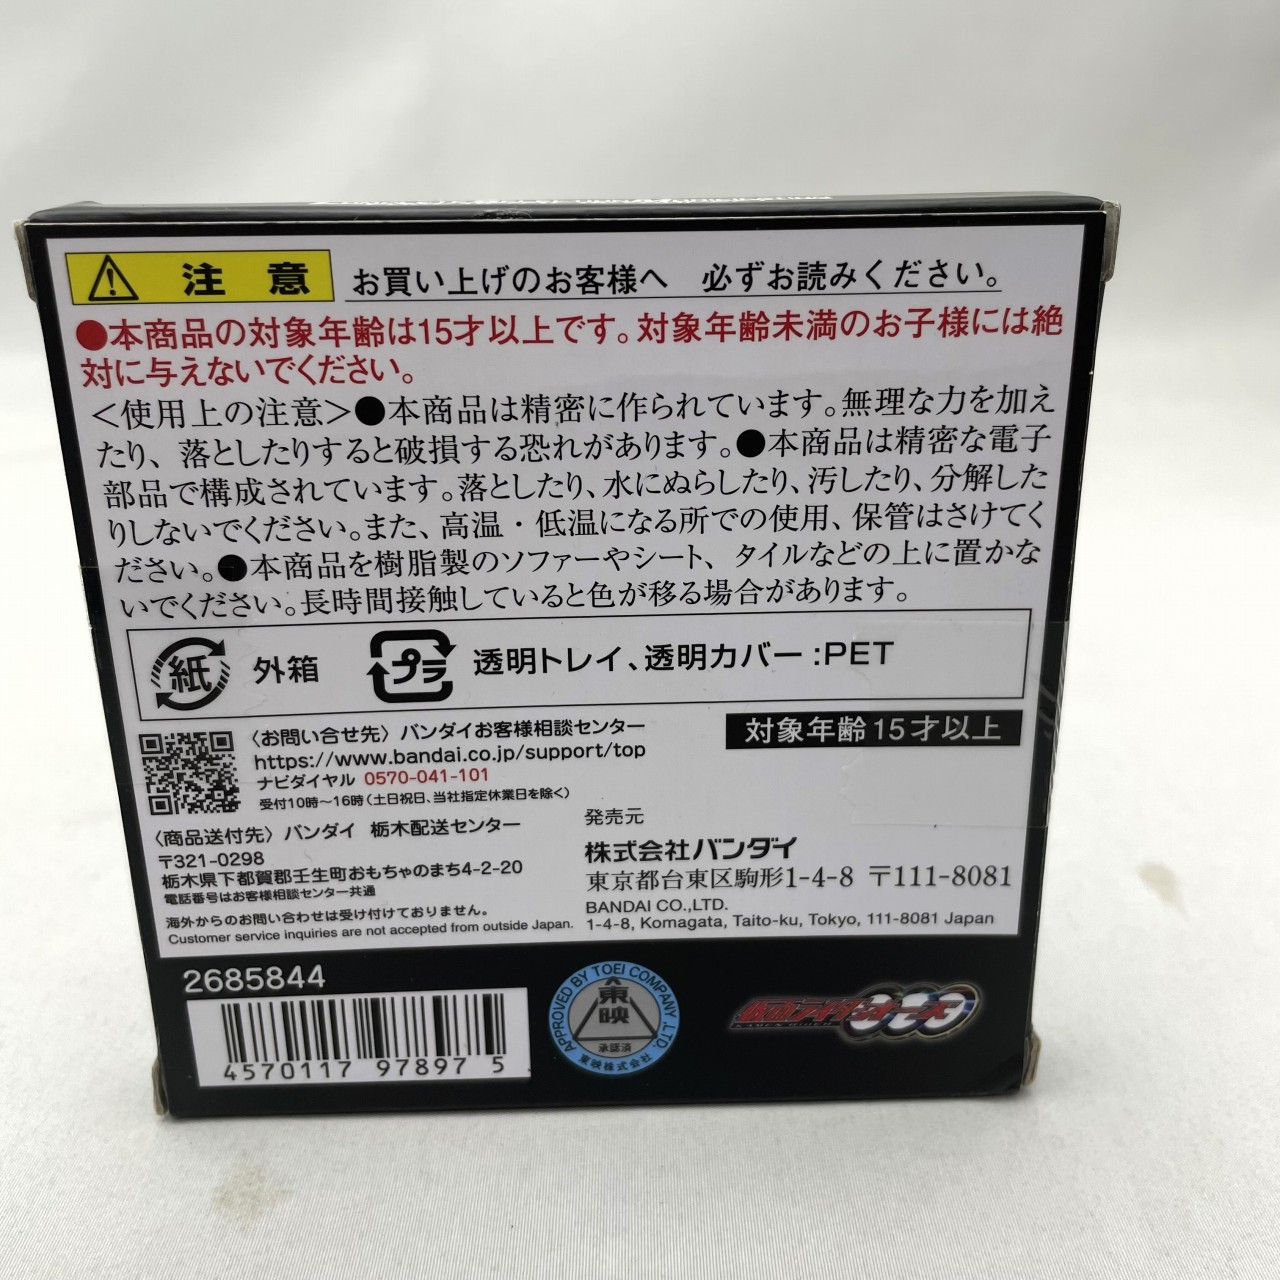 注意 お買い上げのお客様へ 必ずお読みください。
●本商品の対象年齢は15才以上です。対象年齢未満のお子様には絶
対に与えないでください。
＜使用上の注意＞●本商品は精密に作られています。無理な力を加え
たり、落としたりすると破損する恐れがあります。●本商品は精密な電子
部品で構成されています。落としたり、水にぬらしたり、汚したり、分解した
りしないでください。また、高温・低温になる所での使用、保管はさけてく
ださい。●本商品を樹脂製のソファーやシート、タイルなどの上に置かな
いでください。長時間接触していると色が移る場合があります。
紙 外箱 プラ 透明トレイ、透明カバー:PET
〈お問い合せ先〉バンダイお客様相談センター
https://www.bandai.co.jp/support/top
ナビダイヤル 0570-041-101
受付10時〜16時(土日祝日、当社指定休業日を除く)
対象年齢15才以上
〈商品送付先〉バンダイ 栃木配送センター
〒321-0298
栃木県下都賀郡壬生町おもちゃのまち4-2-20
電話番号はお客様相談センター共通
海外からのお問い合わせは受け付けておりません。
Customer service inquiries are not accepted from outside Japan.
発売元
株式会社バンダイ
東京都台東区駒形1-4-8 〒111-8081
BANDAI CO.,LTD.
1-4-8, Komagata, Taito-ku, Tokyo, 111-8081 Japan
2685844
4570117 97897 5
APPROVED BY TOEI COMPANY, LTD.
東映
承認済
東映株式会社
仮面ライダーオーズ
KAMEN RIDER